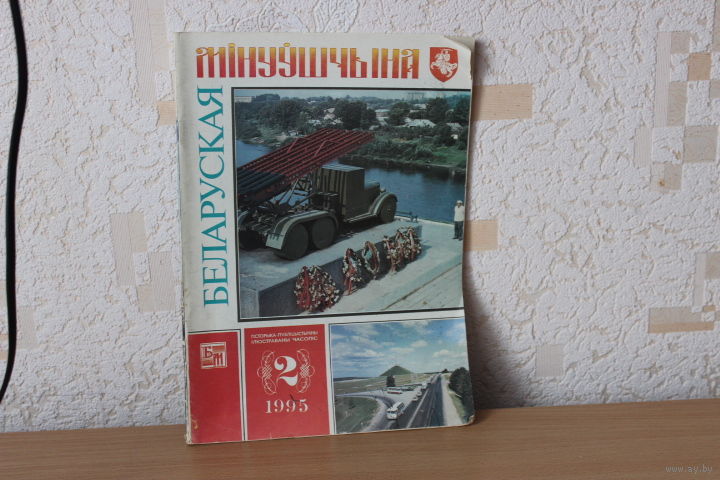 МІНУЎШЧЫНА
БЕЛАРУСКАЯ
ГІСТОРЫКА-ПУБЛІЦЫСТЫЧНЫ
ІЛЮСТРАВАНЫ ЧАСОПІС
БМ
2
1995
www.ay.by